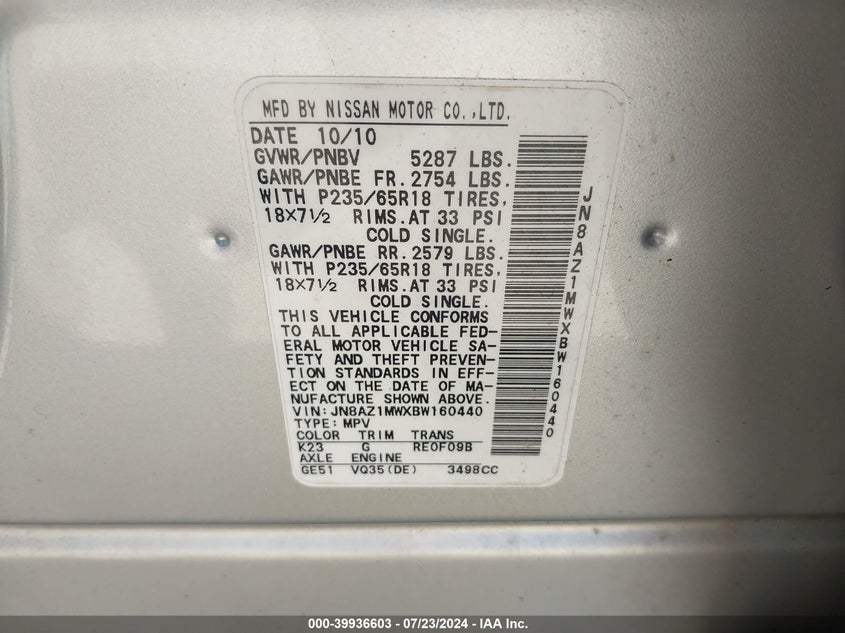 MFD BY NISSAN MOTOR CO.,LTD.
DATE 10/10
GVWR/PNBV 5287 LBS.
GAWR/PNBE FR. 2754 LBS.
WITH P235/65R18 TIRES,
18X7½ RIMS.AT 33 PSI
COLD SINGLE.
GAWR/PNBE RR. 2579 LBS.
WITH P235/65R18 TIRES,
18X7½ RIMS.AT 33 PSI
COLD SINGLE.
THIS VEHICLE CONFORMS
TO ALL APPLICABLE FED-
ERAL MOTOR VEHICLE SA-
FETY AND THEFT PREVEN-
TION STANDARDS IN EFF-
ECT ON THE DATE OF MA-
NUFACTURE SHOWN ABOVE.
VIN:JN8AZ1MWXBW160440
TYPE:MPV
COLOR TRIM TRANS
K23 G RE0F09B
AXLE ENGINE
GE51 VQ35(DE) 3498CC
JN8AZ1MWXBW160440
000-39936603 - 07/23/2024 - IAA Inc.